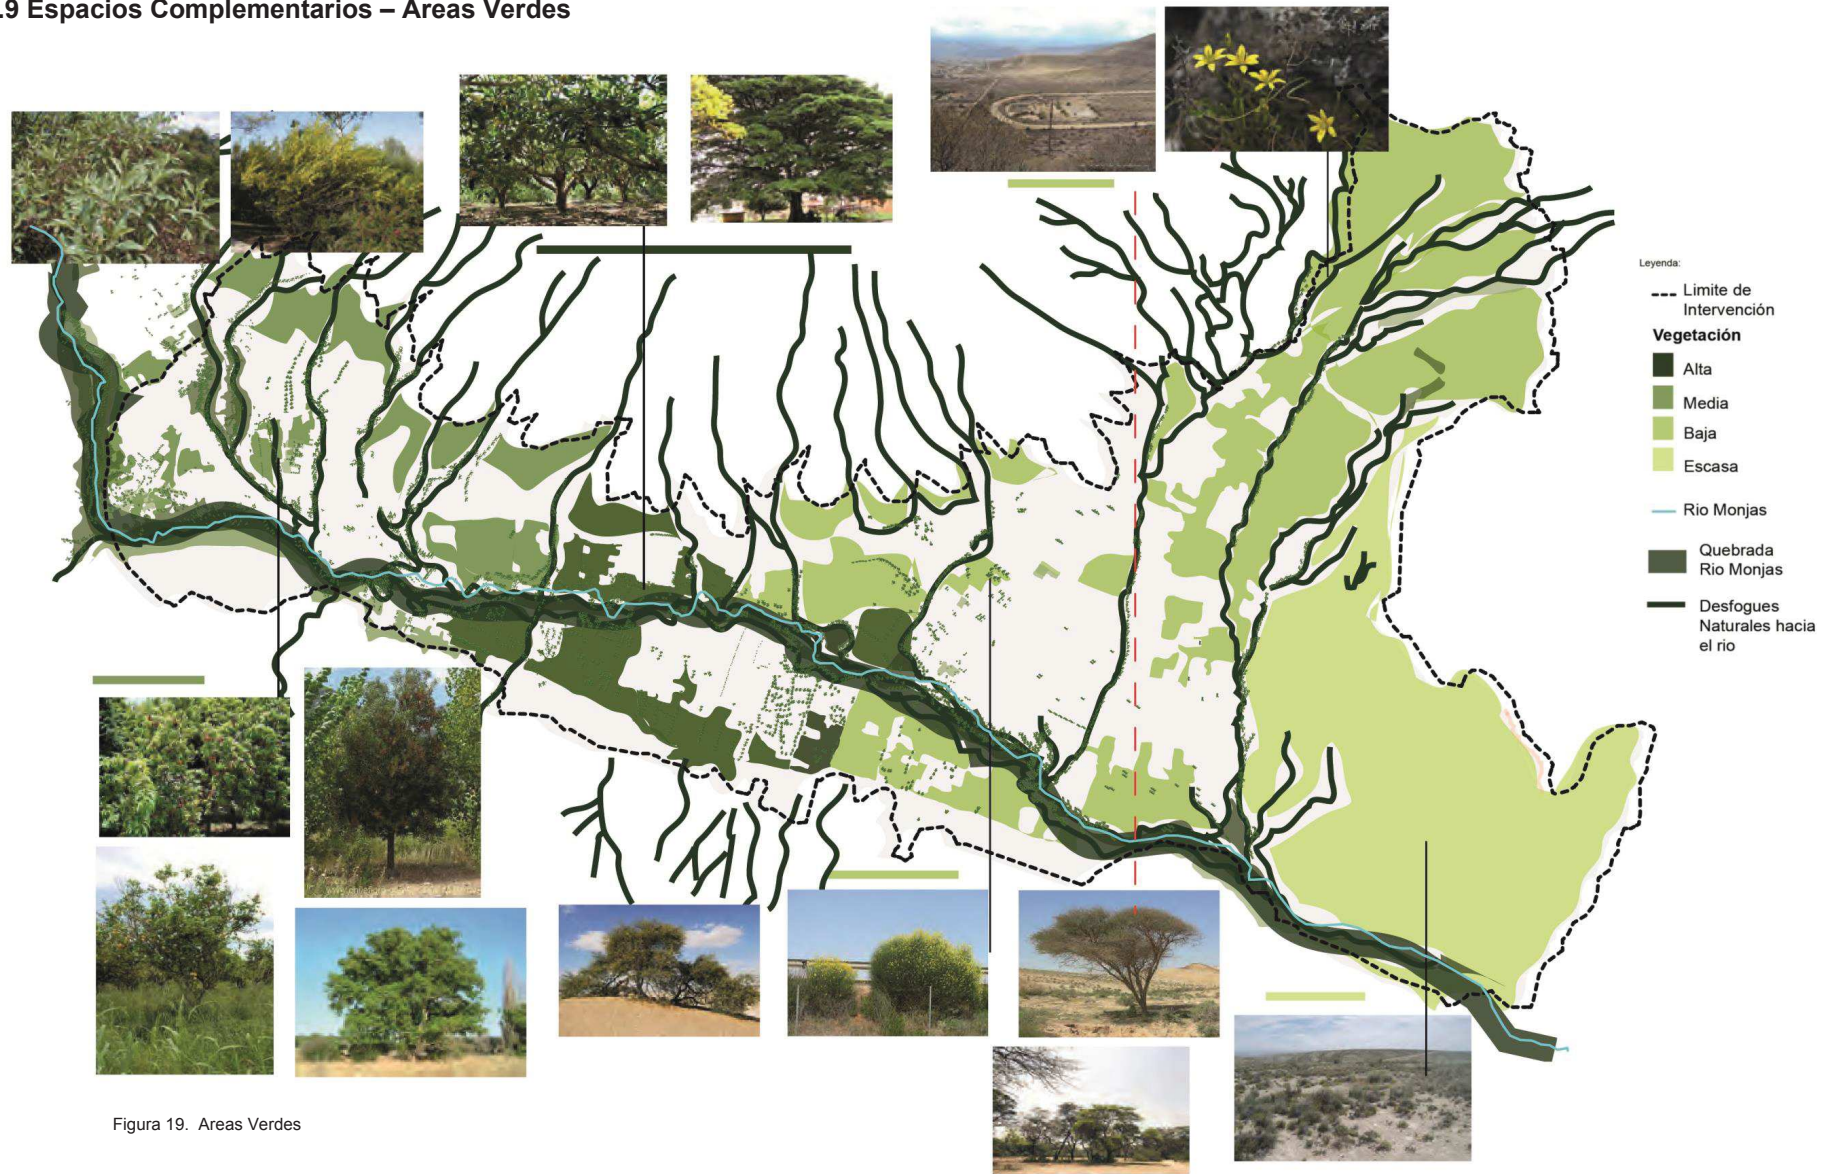 .9 Espacios Complementarios – Areas Verdes
Leyenda:
Limite de
Intervención
Vegetación
Alta
Media
Baja
Escasa
Rio Monjas
Quebrada
Rio Monjas
Desfogues
Naturales hacia
el rio
Figura 19. Areas Verdes